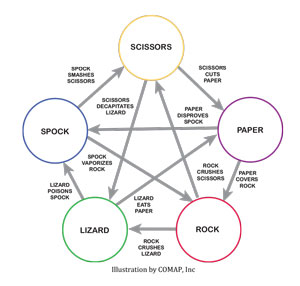 SCISSORS
SPOCK
SMASHES
SCISSORS
SCISSORS
CUTS
PAPER
SCISSORS
DECAPITATES
LIZARD
PAPER
DISPROVES
SPOCK
SPOCK
PAPER
SPOCK
VAPORIZES
ROCK
ROCK
CRUSHES
SCISSORS
PAPER
COVERS
ROCK
LIZARD
POISONS
SPOCK
LIZARD
EATS
PAPER
LIZARD
ROCK
ROCK
CRUSHES
LIZARD
Illustration by COMAP, Inc